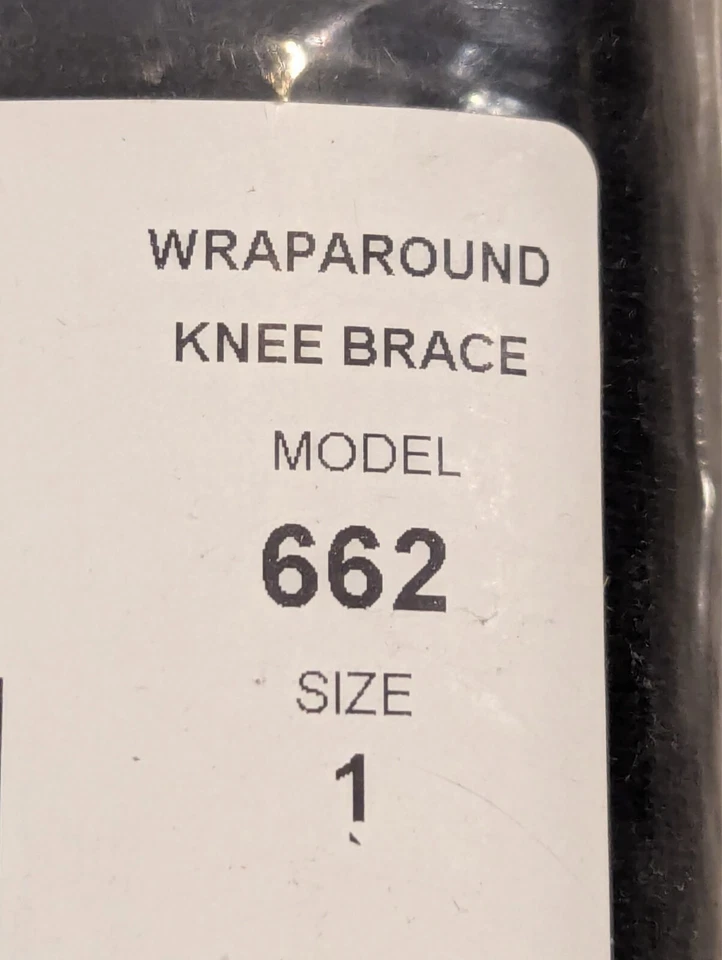 WRAPAROUND
KNEE BRACE
MODEL
662
SIZE
1